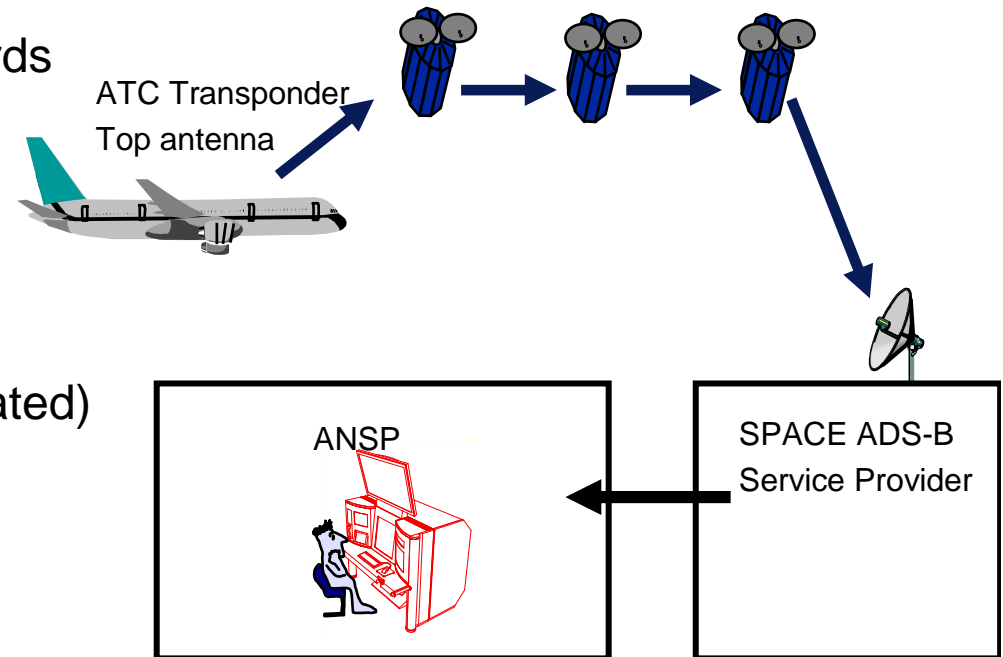 ATC Transponder
Top antenna
ANSP
SPACE ADS-B
Service Provider